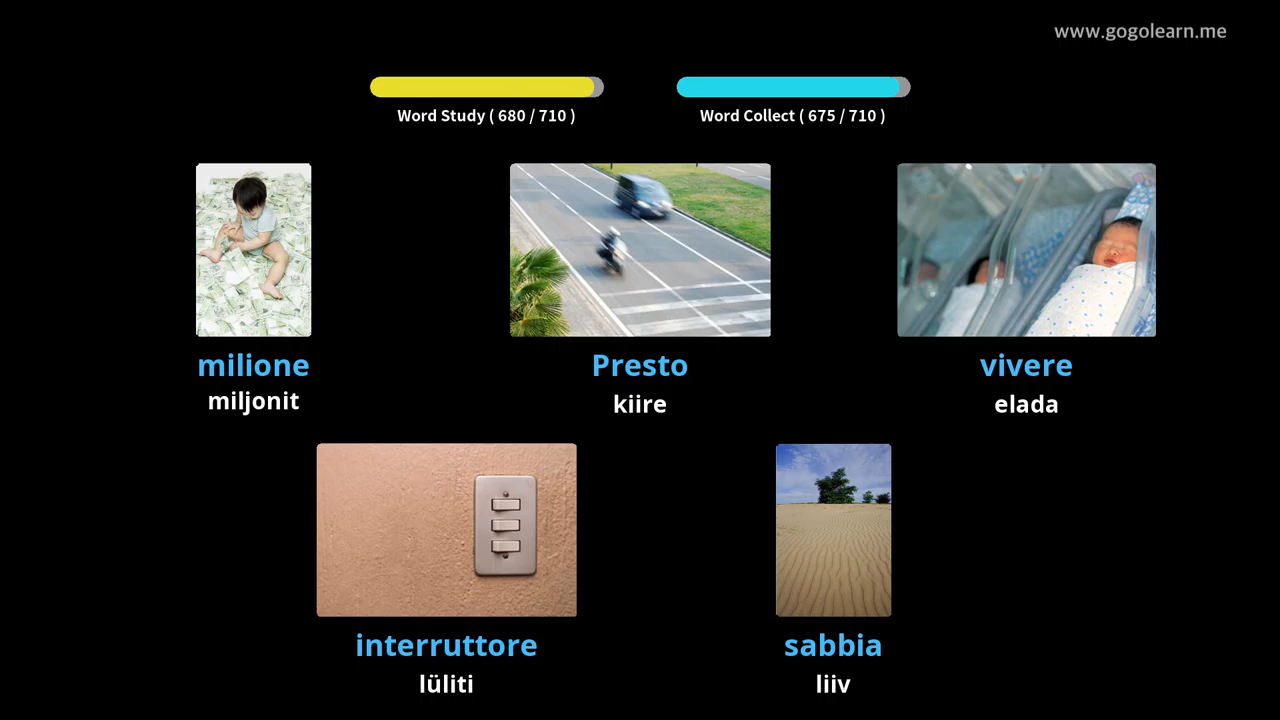 www.gogolearn.me
Word Study ( 680 / 710 )
Word Collect ( 675 / 710 )
milione
miljonit
Presto
kiire
vivere
elada
interruttore
lüliti
sabbia
liiv